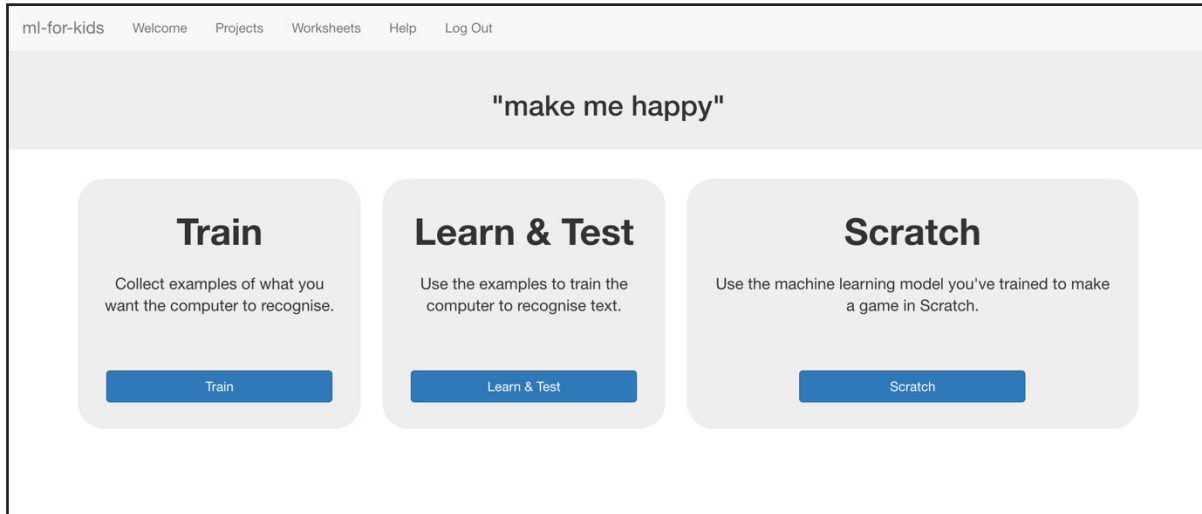 ml-for-kids Welcome Projects Worksheets Help Log Out
"make me happy"
Train
Collect examples of what you
want the computer to recognise.
Train
Learn & Test
Use the examples to train the
computer to recognise text.
Learn & Test
Scratch
Use the machine learning model you've trained to make
a game in Scratch.
Scratch